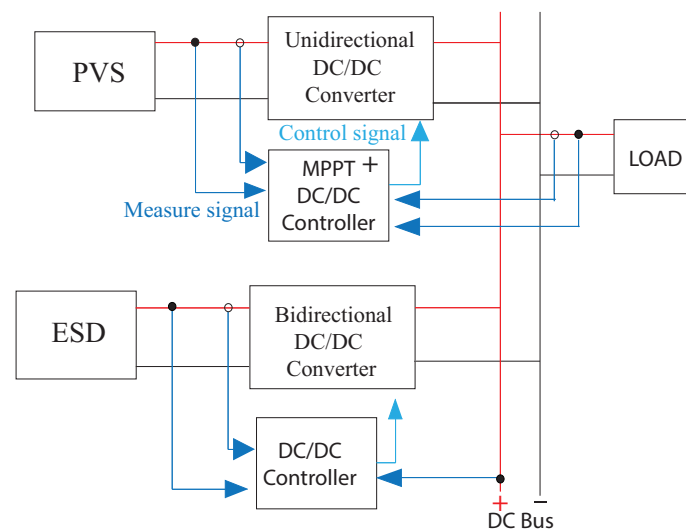 PVS
Unidirectional
DC/DC
Converter
Control signal
LOAD
MPPT +
DC/DC
Controller
Measure signal
ESD
Bidirectional
DC/DC
Converter
DC/DC
Controller
+ −
DC Bus